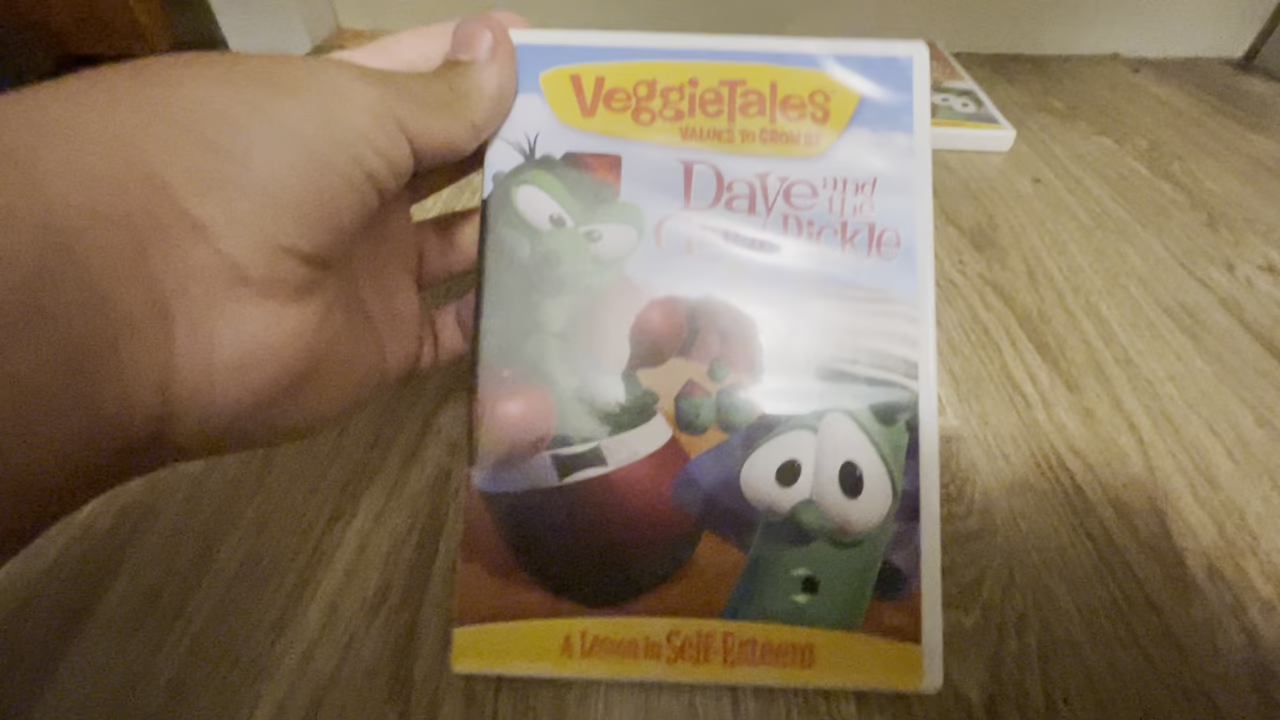 VeggieTales
VALUES TO GROW BY
Dave and the
Giant Pickle
A Lesson in Self-Esteem